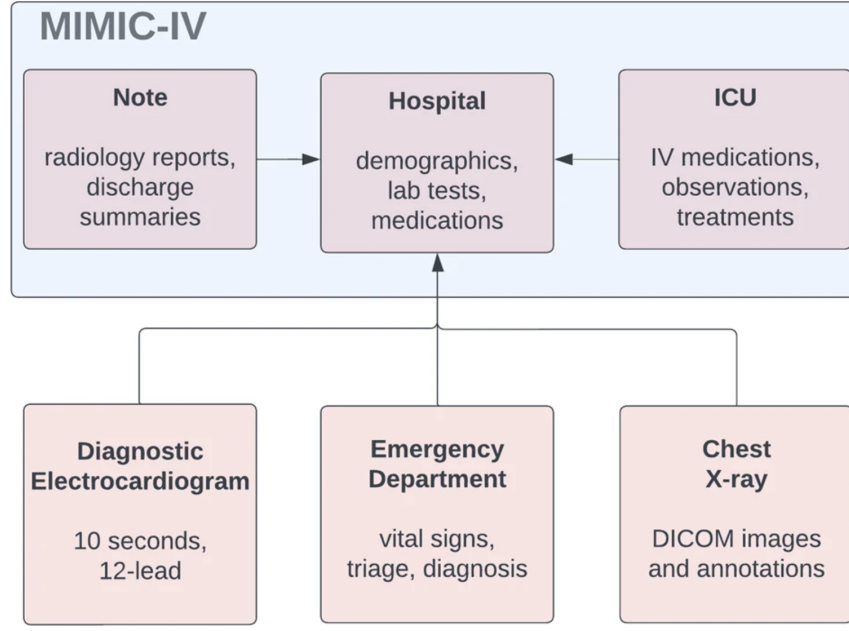 MIMIC-IV
Note
radiology reports,
discharge
summaries
Hospital
demographics,
lab tests,
medications
ICU
IV medications,
observations,
treatments
Diagnostic
Electrocardiogram
10 seconds,
12-lead
Emergency
Department
vital signs,
triage, diagnosis
Chest
X-ray
DICOM images
and annotations